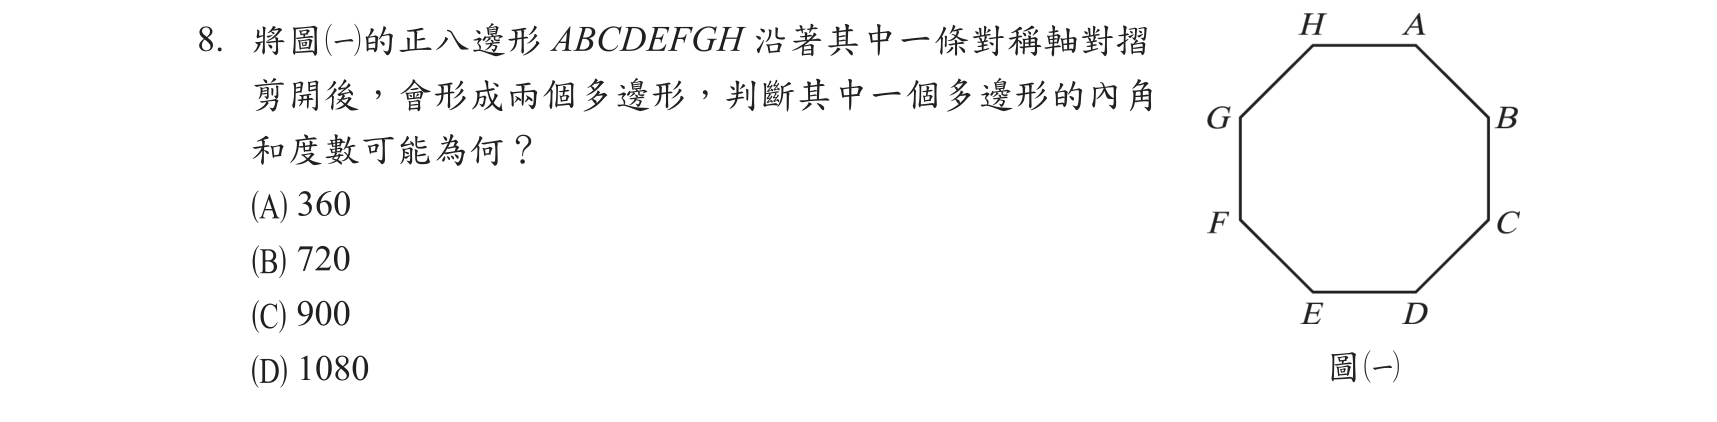 8. 將圖(一)的正八邊形 ABCDEFGH 沿著其中一條對稱軸對摺
剪開後，會形成兩個多邊形，判斷其中一個多邊形的內角
和度數可能為何？
(A) 360
(B) 720
(C) 900
(D) 1080
H A
G B
F C
E D
圖(一)